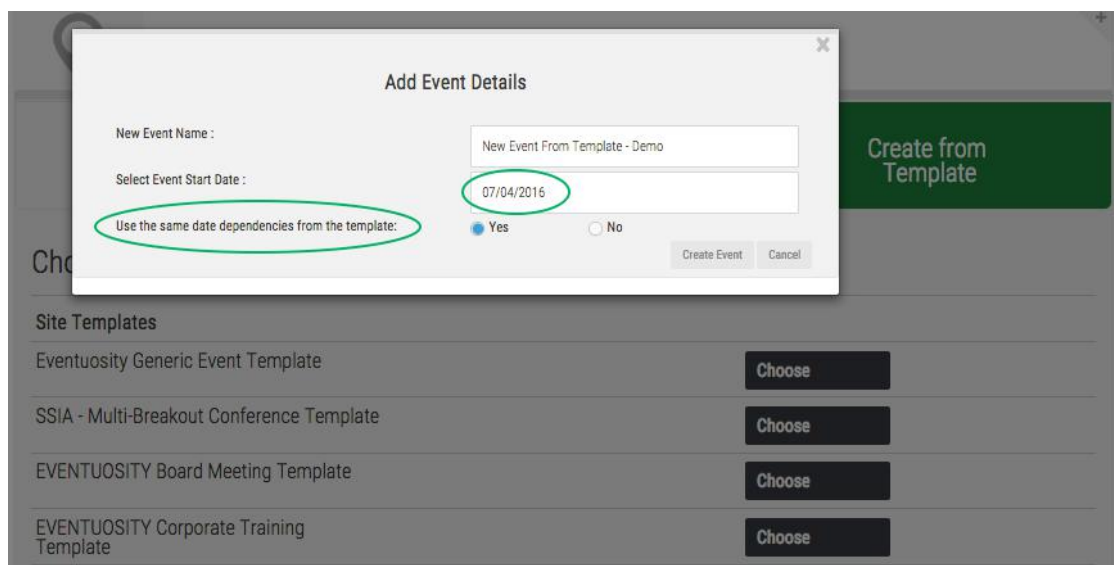 Add Event Details
New Event Name :
New Event From Template - Demo
Select Event Start Date :
07/04/2016
Use the same date dependencies from the template:
Yes
No
Create Event
Cancel
Create from
Template
Cho
Site Templates
Eventuosity Generic Event Template
Choose
SSIA - Multi-Breakout Conference Template
Choose
EVENTUOSITY Board Meeting Template
Choose
EVENTUOSITY Corporate Training
Template
Choose